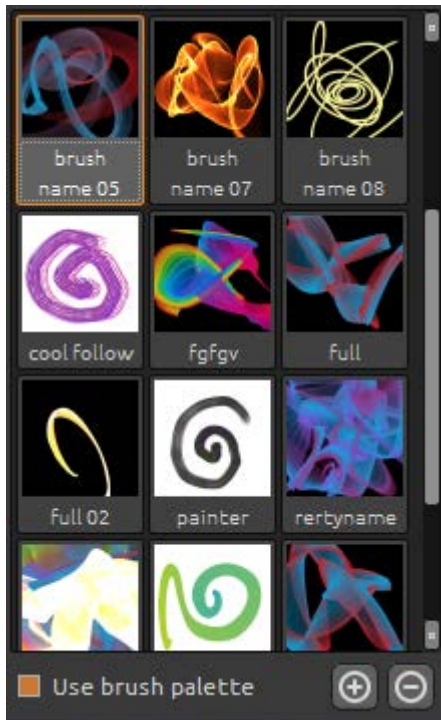 brush brush brush
name 05 name 07 name 08
cool follow fgfgv full
full 02 painter rertyname
Use brush palette